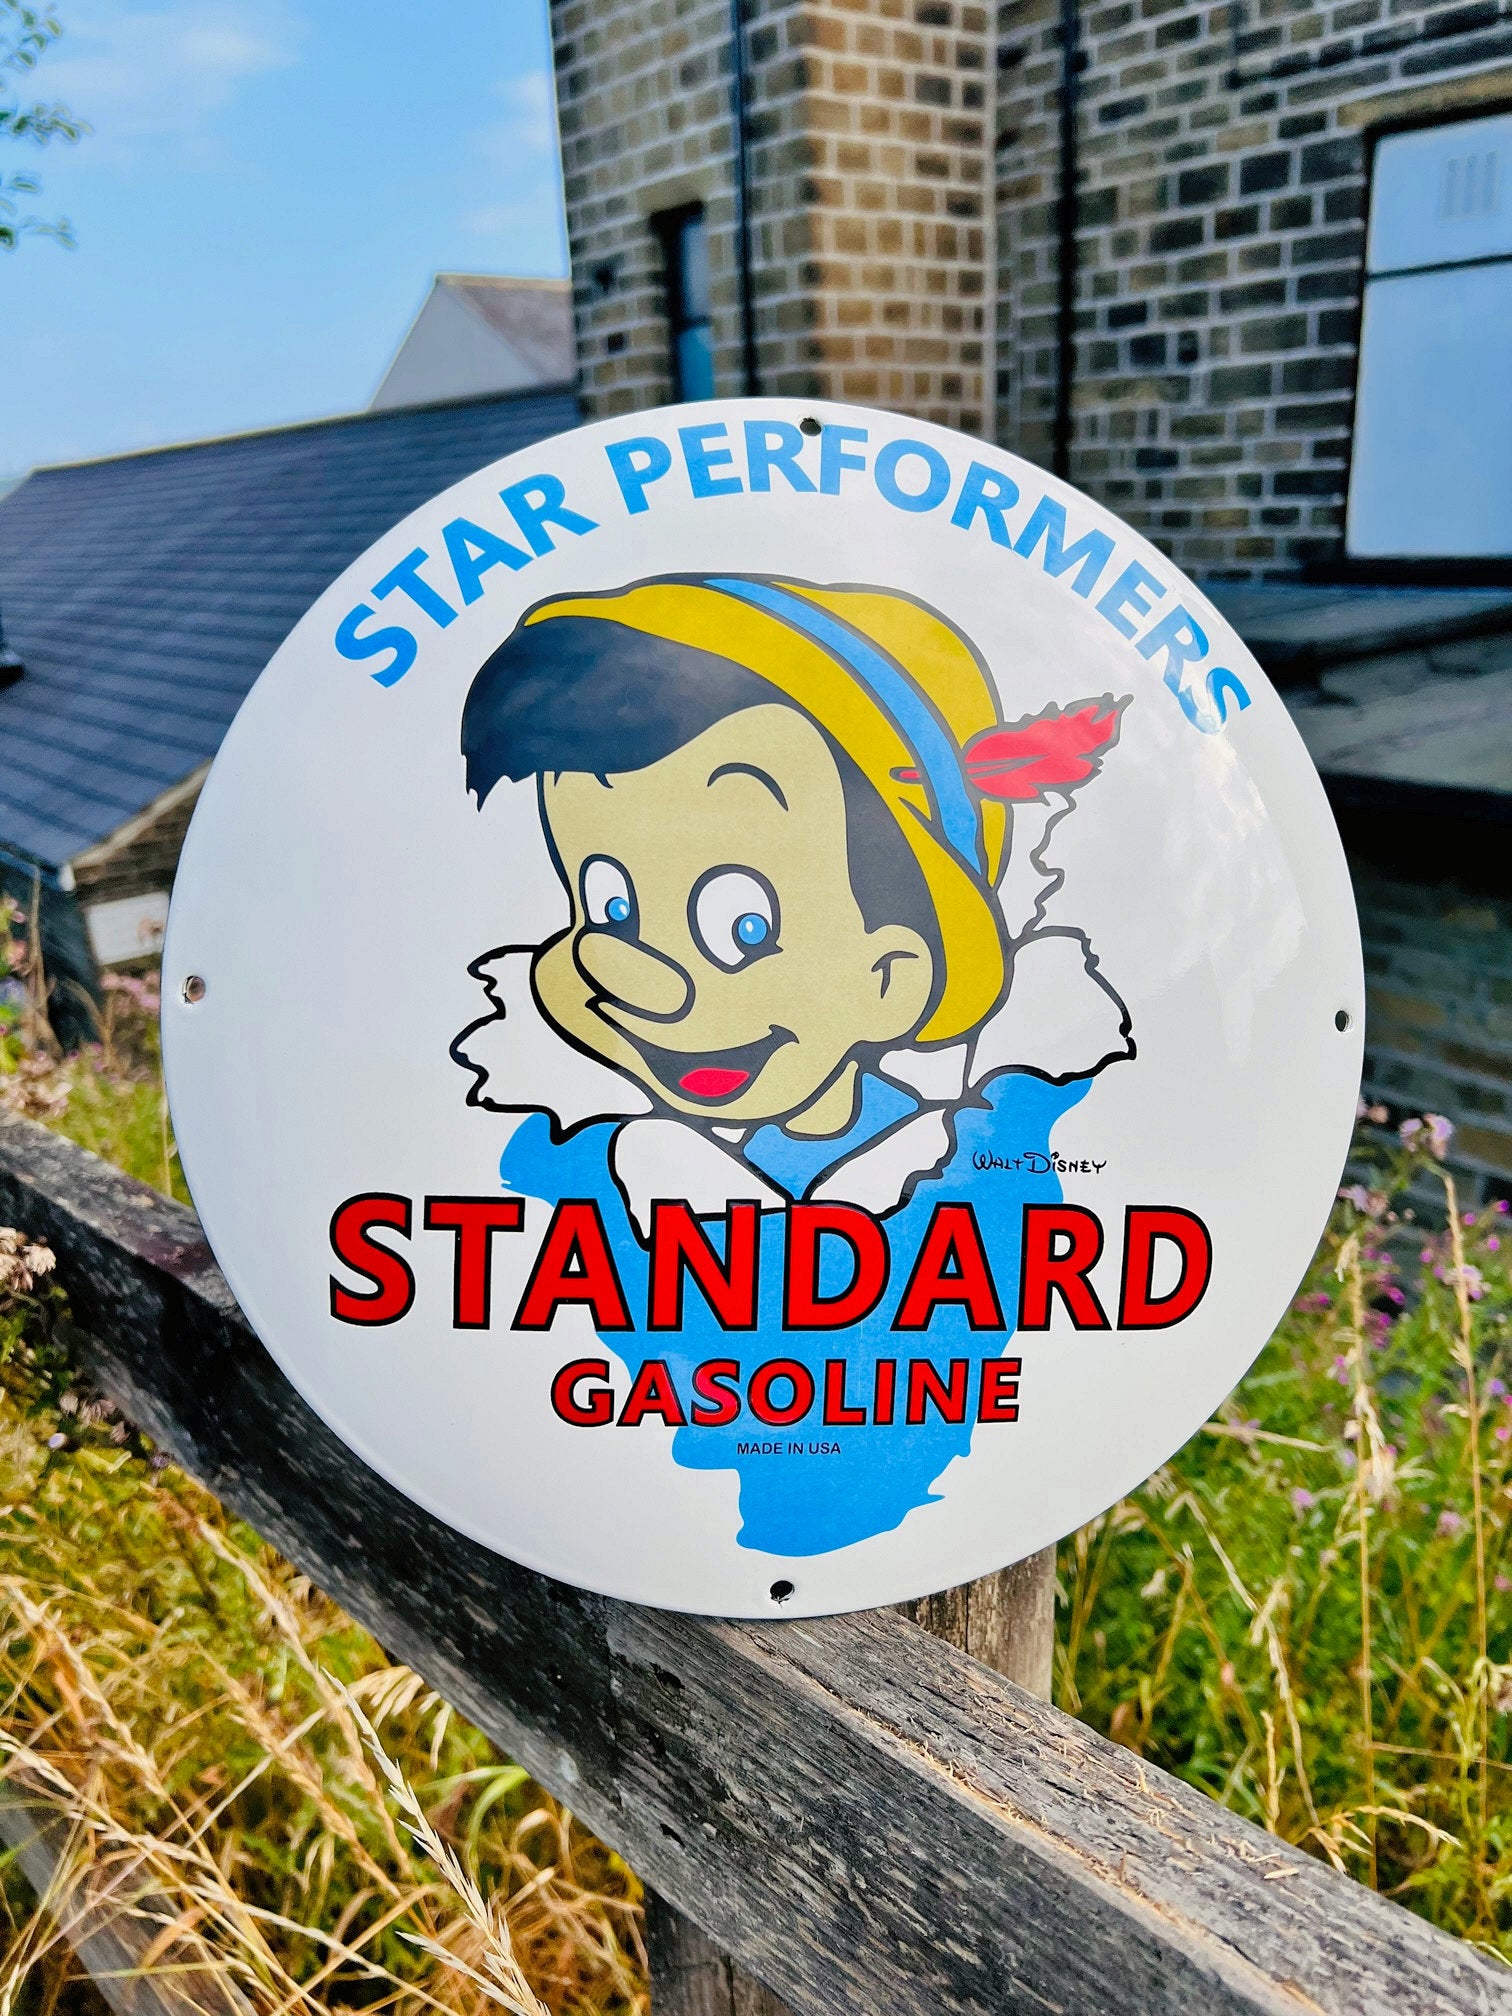 STAR PERFORMERS
WALT DISNEY
STANDARD
GASOLINE
MADE IN USA